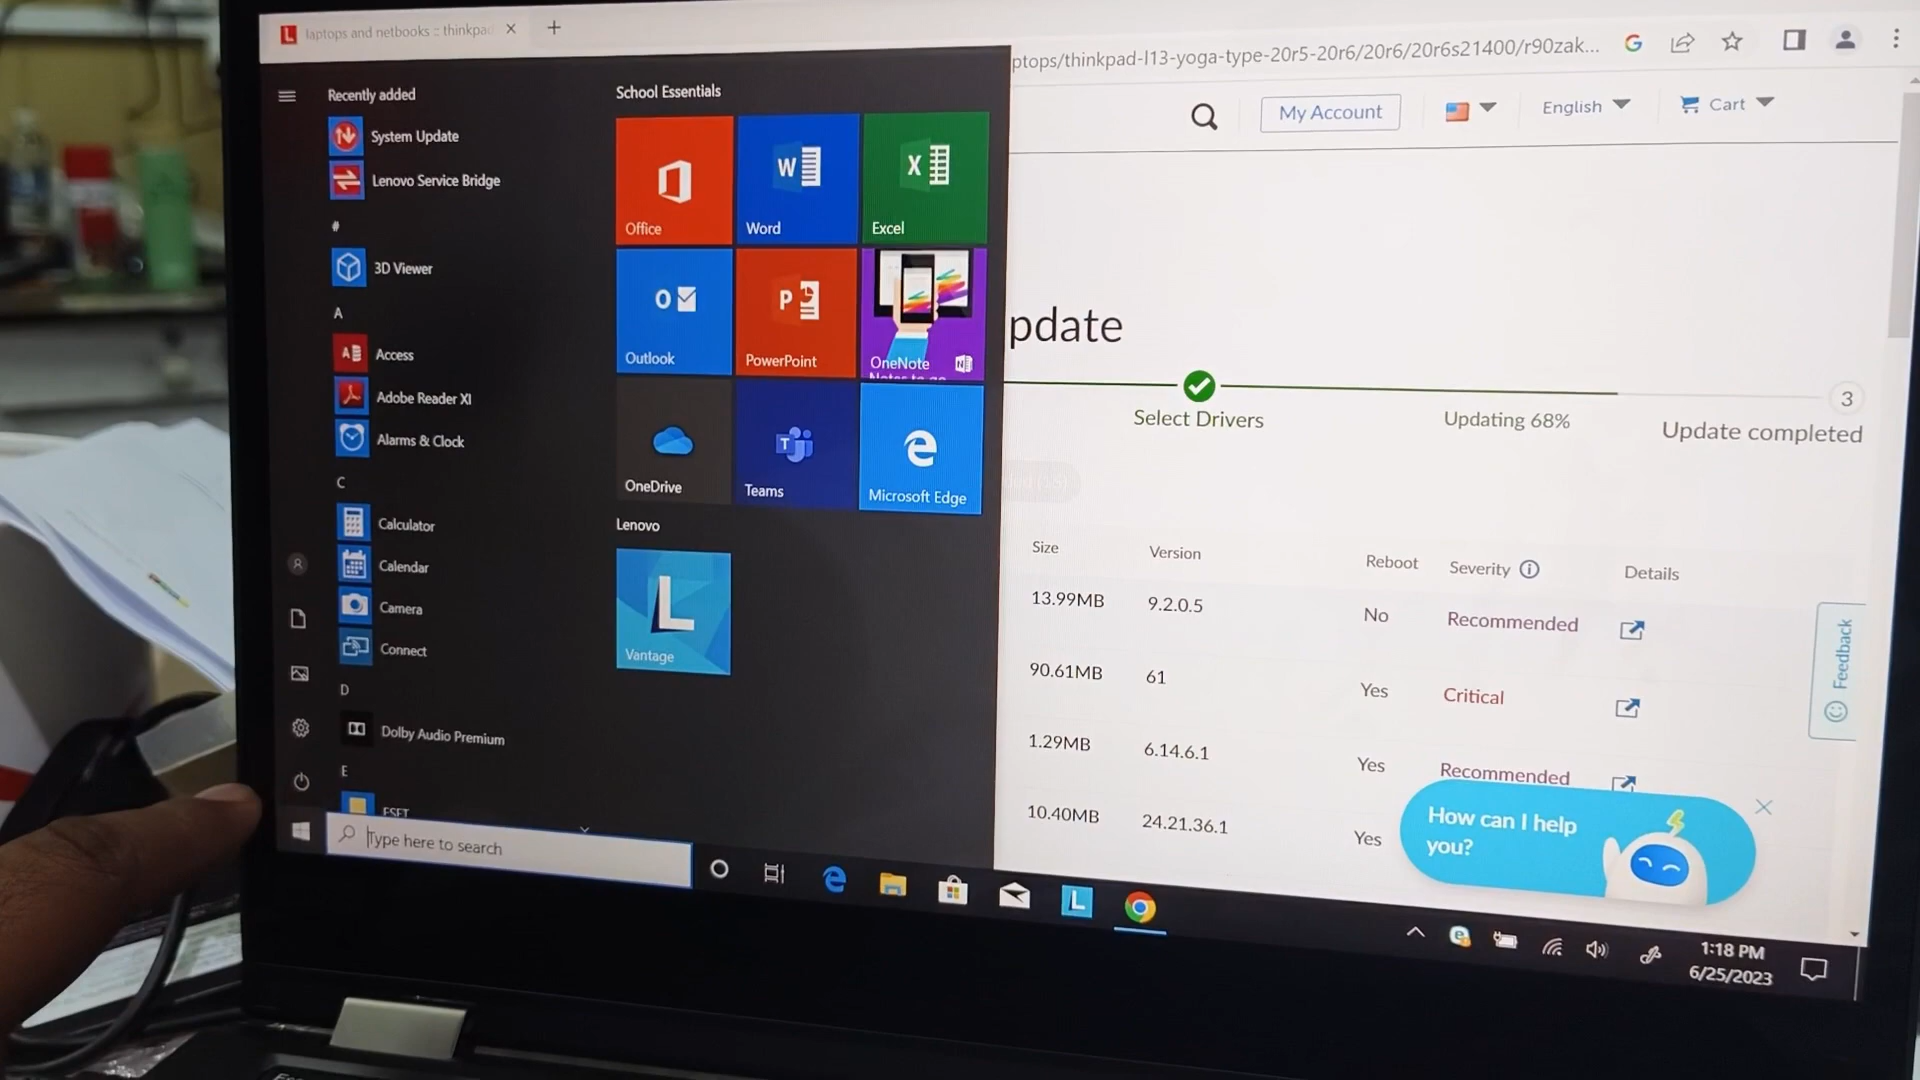 laptops and netbooks :: thinkpa
ptops/thinkpad-l13-yoga-type-20r5-20r6/20r6/20r6s21400/r90zak...
My Account
English
Cart
Recently added
System Update
Lenovo Service Bridge
#
3D Viewer
A
Access
Adobe Reader XI
Alarms & Clock
C
Calculator
Calendar
Camera
Connect
D
Dolby Audio Premium
E
ESET
School Essentials
Office
Word
Excel
Outlook
PowerPoint
OneNote
OneDrive
Teams
Microsoft Edge
Lenovo
Vantage
pdate
Select Drivers
Updating 68%
3
Update completed
Size Version Reboot Severity Details
13.99MB 9.2.0.5 No Recommended
90.61MB 61 Yes Critical
1.29MB 6.14.6.1 Yes Recommended
10.40MB 24.21.36.1 Yes
Feedback
How can I help
you?
Type here to search
1:18 PM
6/25/2023